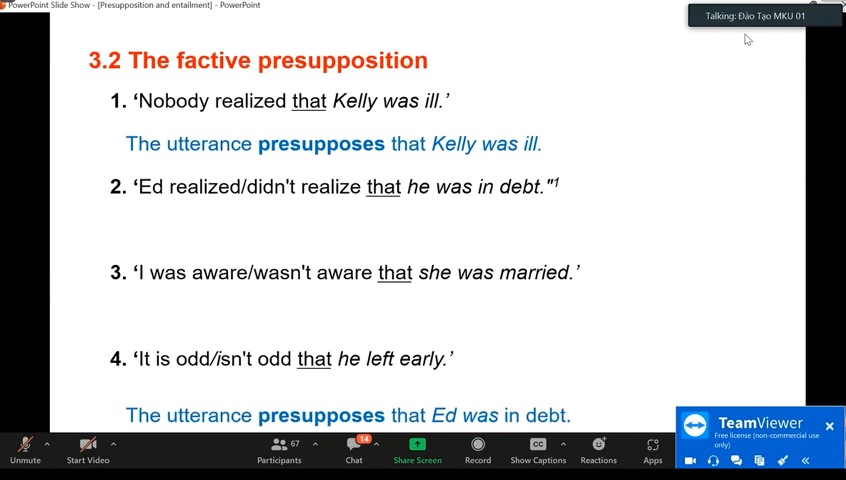 PowerPoint Slide Show - [Presupposition and entailment] - PowerPoint
Talking: Đào Tạo MKU 01
3.2 The factive presupposition
1. ‘Nobody realized that Kelly was ill.’
The utterance presupposes that Kelly was ill.
2. ‘Ed realized/didn't realize that he was in debt."1
3. ‘I was aware/wasn't aware that she was married.’
4. ‘It is odd/isn't odd that he left early.’
The utterance presupposes that Ed was in debt.
TeamViewer
Free license (non-commercial use
only)
14
67
CC
Unmute
Start Video
Participants
Chat
Share Screen
Record
Show Captions
Reactions
Apps